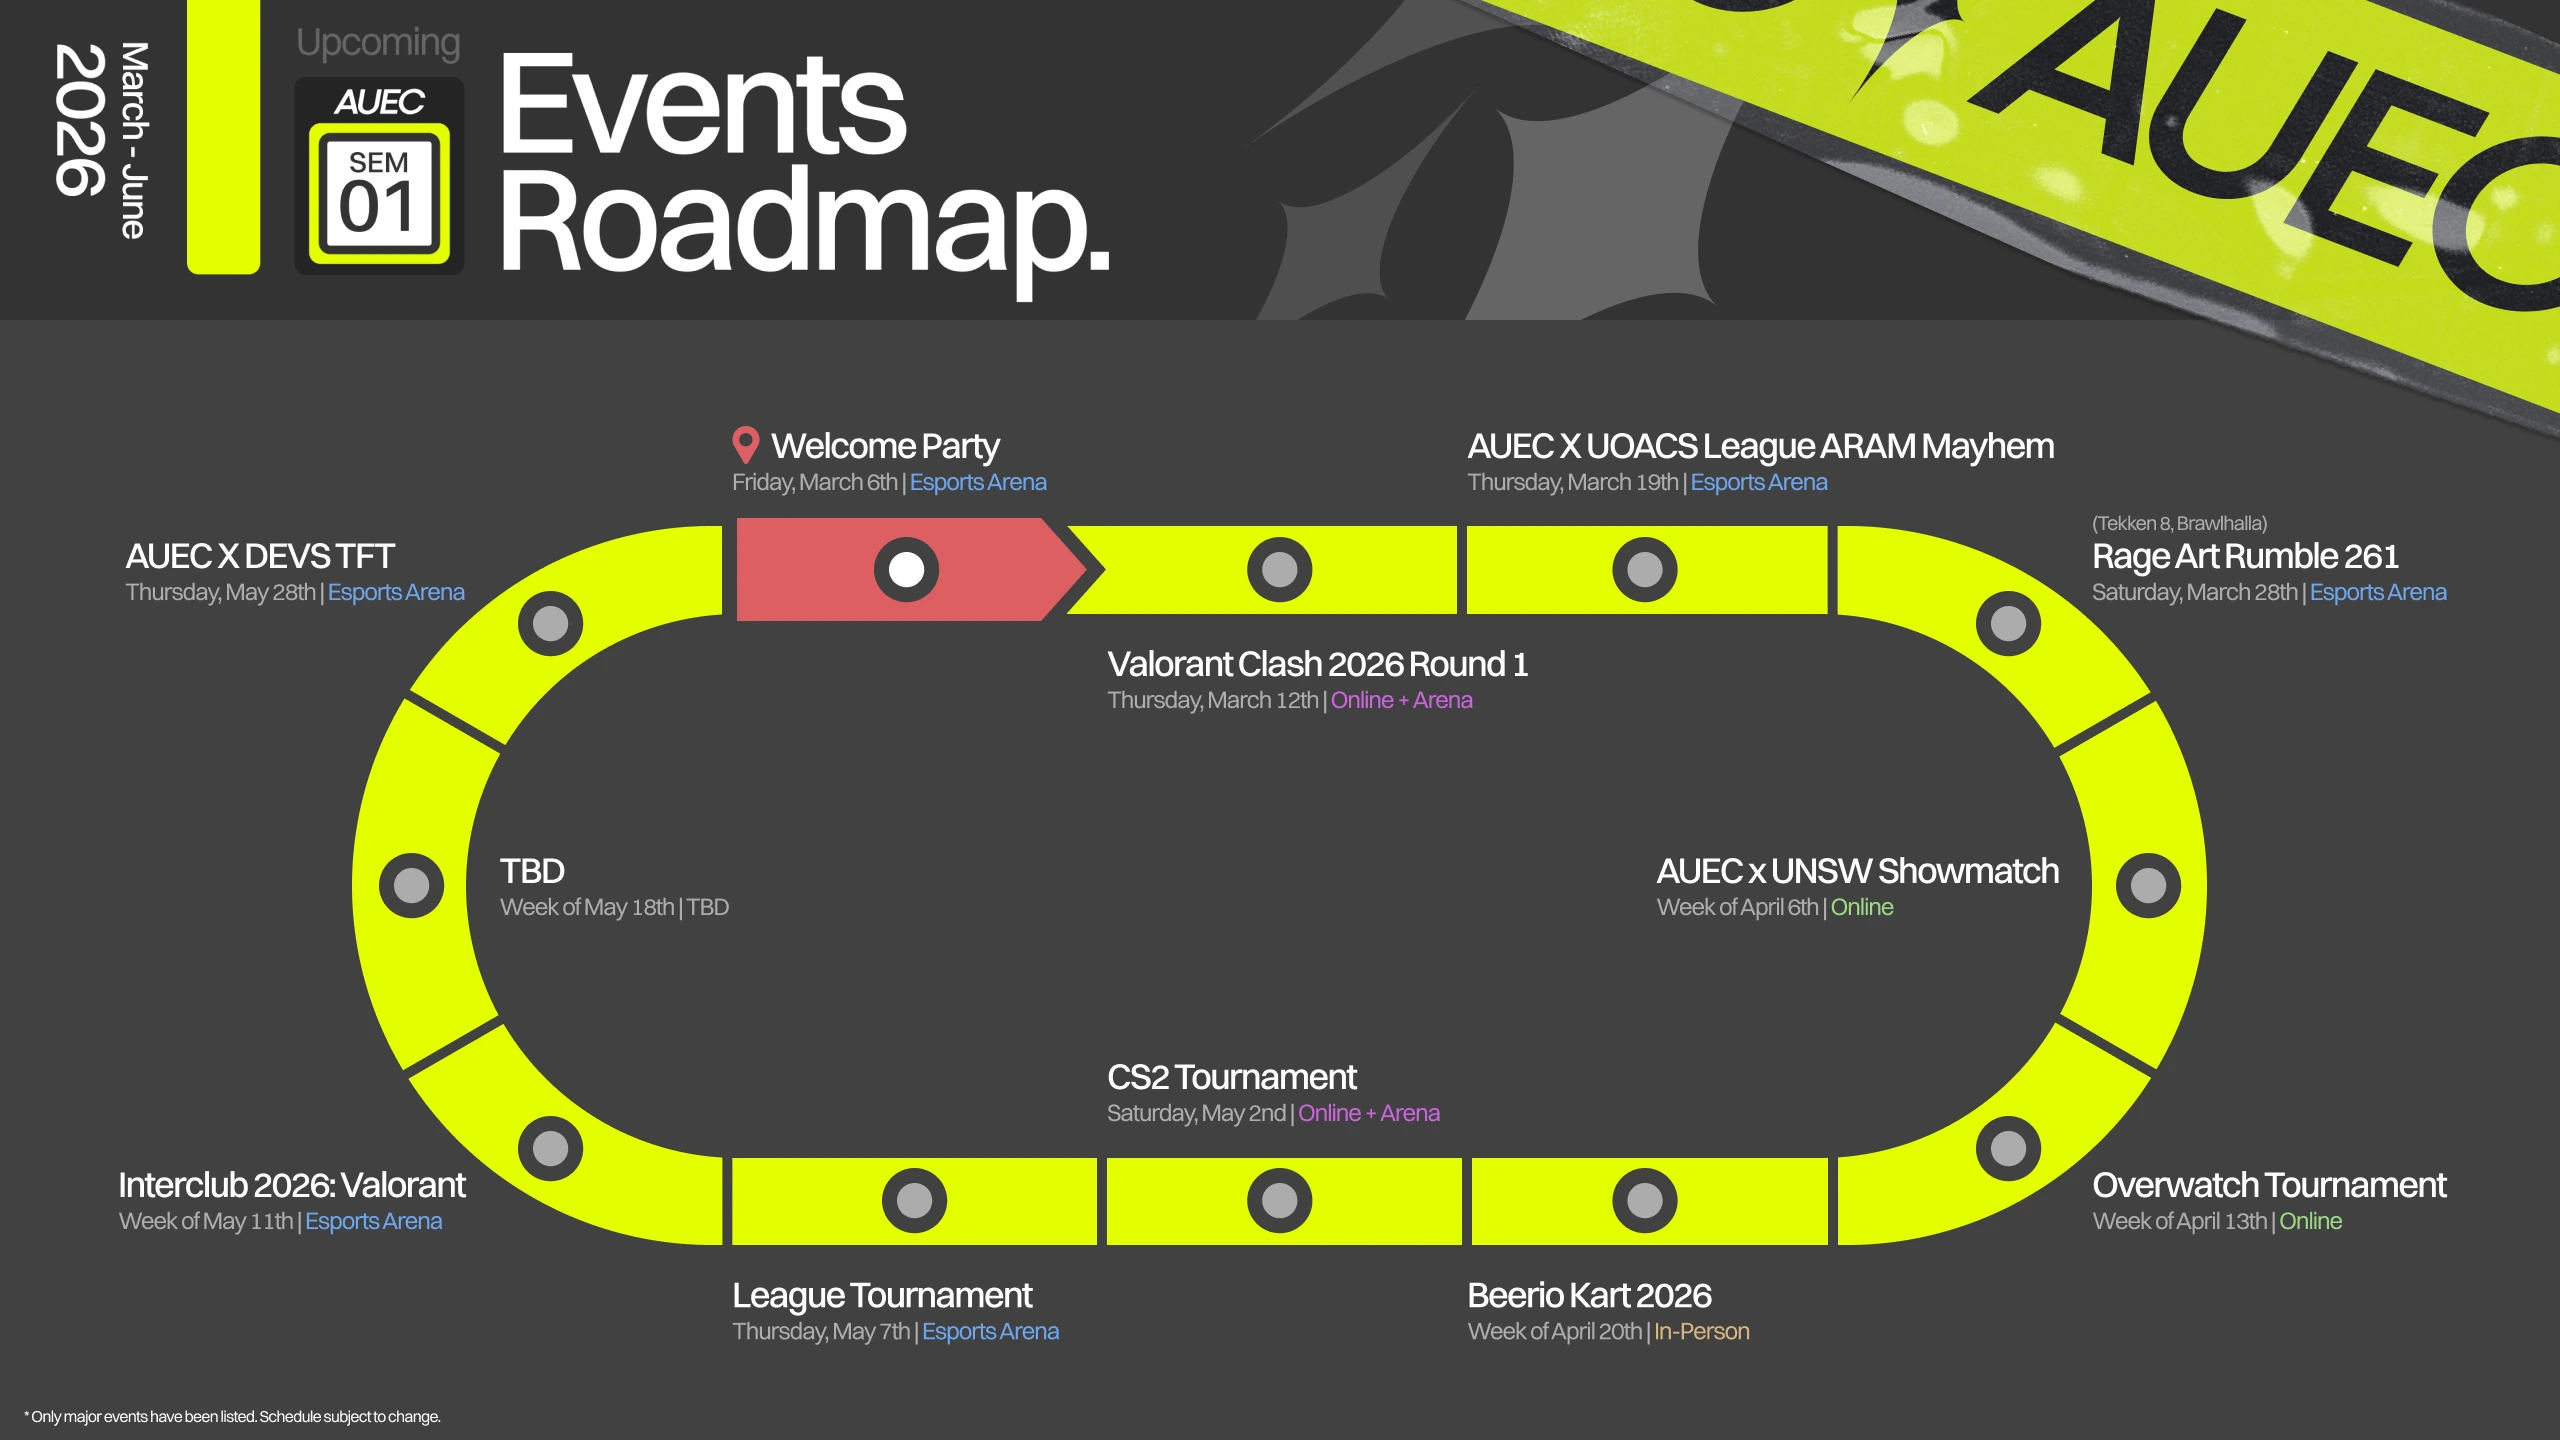 March - June
2026
Upcoming
AUEC
SEM
01
Events
Roadmap.
AUEC
Welcome Party
Friday, March 6th | Esports Arena
Valorant Clash 2026 Round 1
Thursday, March 12th | Online + Arena
AUEC X UOACS League ARAM Mayhem
Thursday, March 19th | Esports Arena
(Tekken 8, Brawlhalla)
Rage Art Rumble 261
Saturday, March 28th | Esports Arena
AUEC x UNSW Showmatch
Week of April 6th | Online
Overwatch Tournament
Week of April 13th | Online
Beerio Kart 2026
Week of April 20th | In-Person
CS2 Tournament
Saturday, May 2nd | Online + Arena
League Tournament
Thursday, May 7th | Esports Arena
Interclub 2026: Valorant
Week of May 11th | Esports Arena
TBD
Week of May 18th | TBD
AUEC X DEVS TFT
Thursday, May 28th | Esports Arena
* Only major events have been listed. Schedule subject to change.